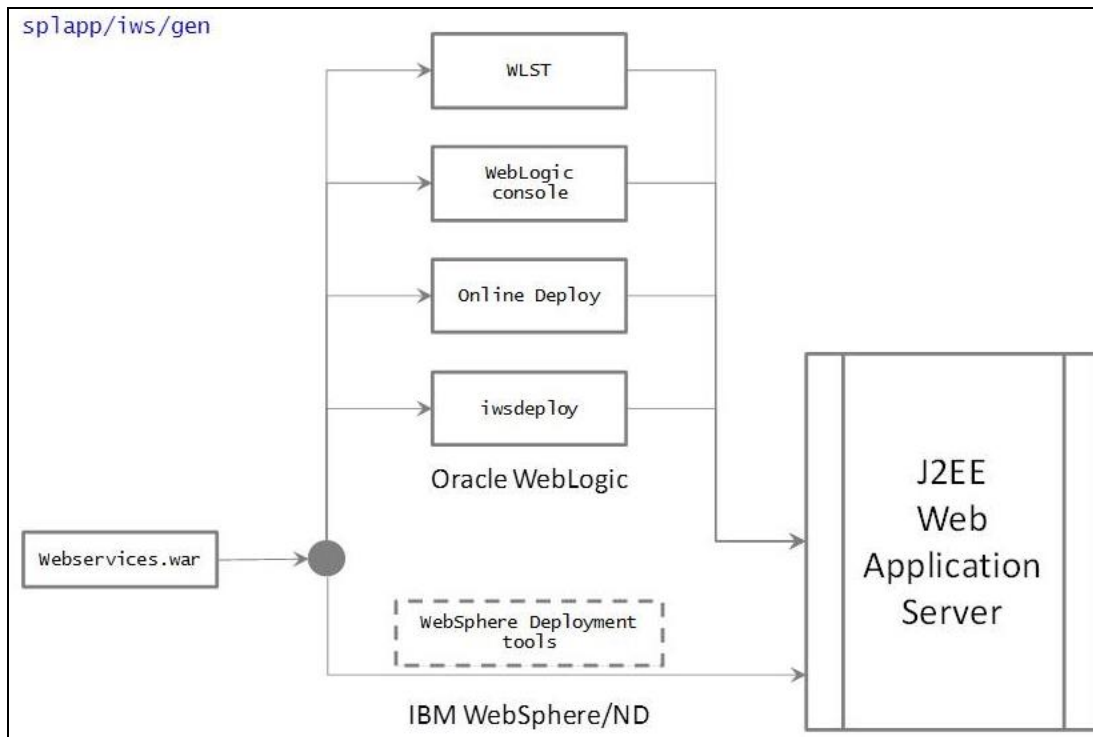 splapp/iws/gen
WLST
WebLogic
console
Online Deploy
iwsdeploy
Oracle WebLogic
Webservices.war
J2EE
Web
Application
Server
WebSphere Deployment
tools
IBM WebSphere/ND